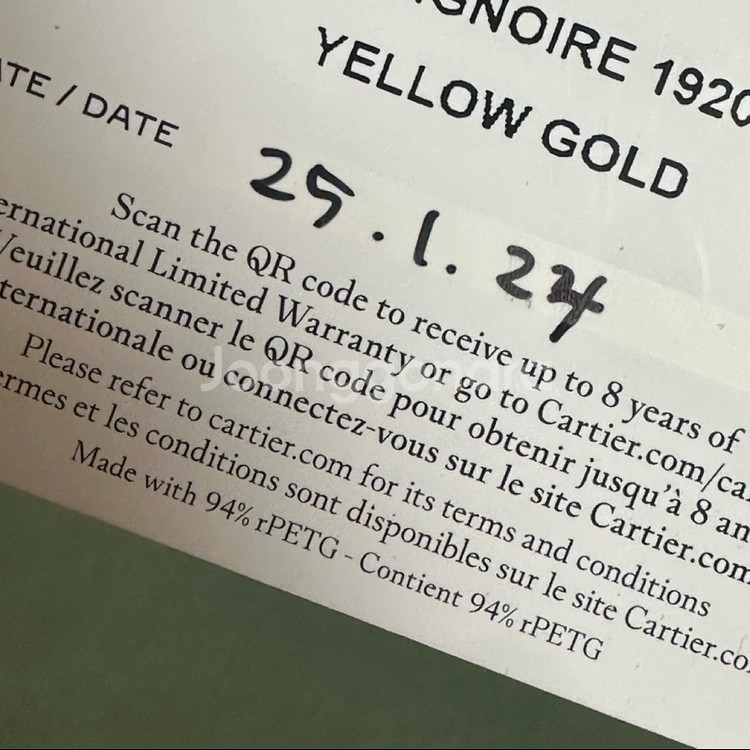 GNOIRE 1920
YELLOW GOLD
ATE / DATE
25.1.24
Scan the QR code to receive up to 8 years of
ernational Limited Warranty or go to Cartier.com/ca
Veuillez scanner le QR code pour obtenir jusqu'à 8 an
ternationale ou connectez-vous sur le site Cartier.com
Please refer to cartier.com for its terms and conditions
ermes et les conditions sont disponibles sur le site Cartier.co
Made with 94% rPETG - Contient 94% rPETG
Joonggonara